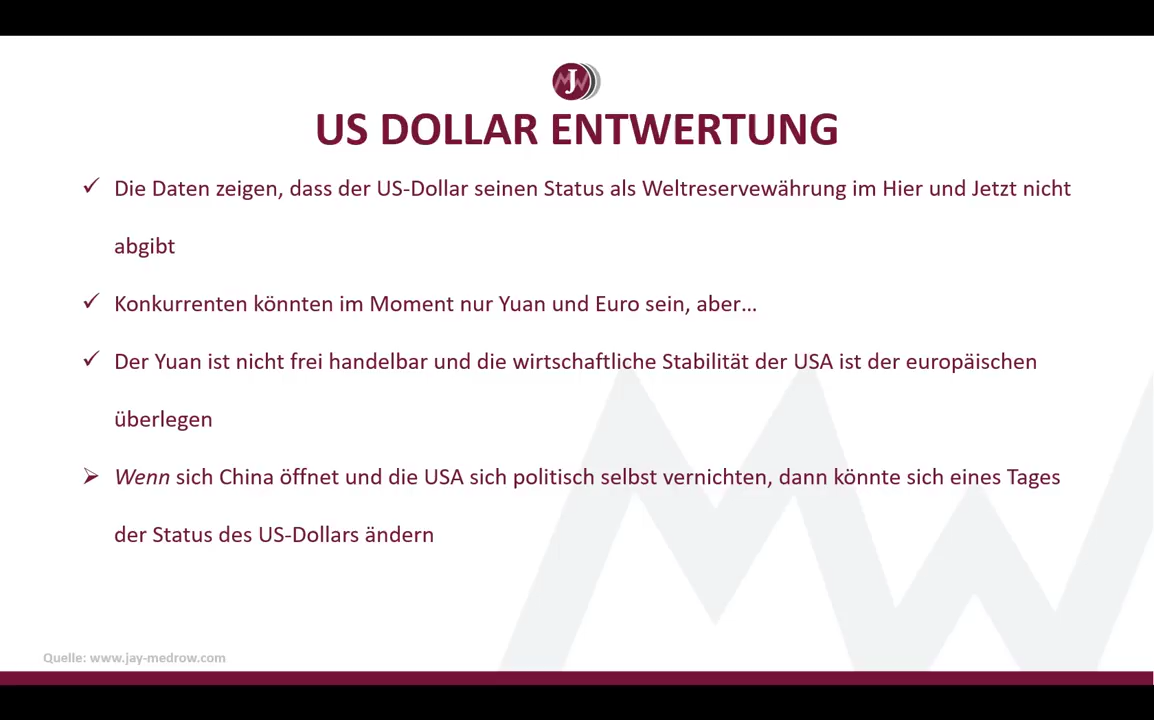 J
US DOLLAR ENTWERTUNG
✓ Die Daten zeigen, dass der US-Dollar seinen Status als Weltreservewährung im Hier und Jetzt nicht
abgibt
✓ Konkurrenten könnten im Moment nur Yuan und Euro sein, aber…
✓ Der Yuan ist nicht frei handelbar und die wirtschaftliche Stabilität der USA ist der europäischen
überlegen
➢ Wenn sich China öffnet und die USA sich politisch selbst vernichten, dann könnte sich eines Tages
der Status des US-Dollars ändern
Quelle: www.jay-medrow.com